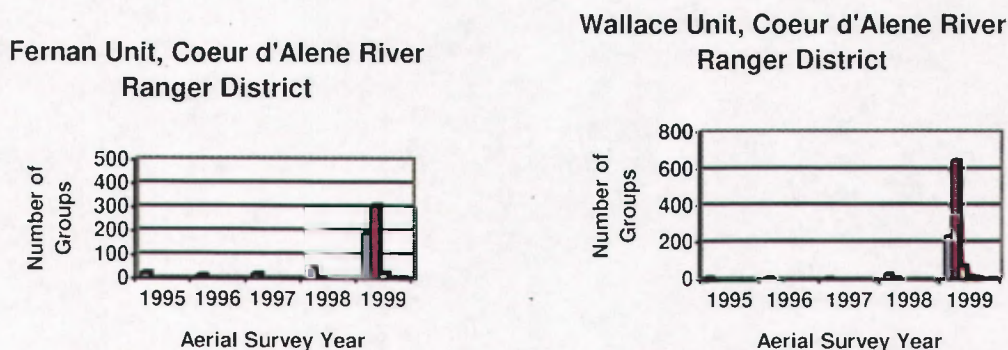 Fernan Unit, Coeur d'Alene River
Ranger District
Number of
Groups
500
400
300
200
100
0
1995 1996 1997 1998 1999
Aerial Survey Year
Wallace Unit, Coeur d'Alene River
Ranger District
Number of
Groups
800
600
400
200
0
1995 1996 1997 1998 1999
Aerial Survey Year